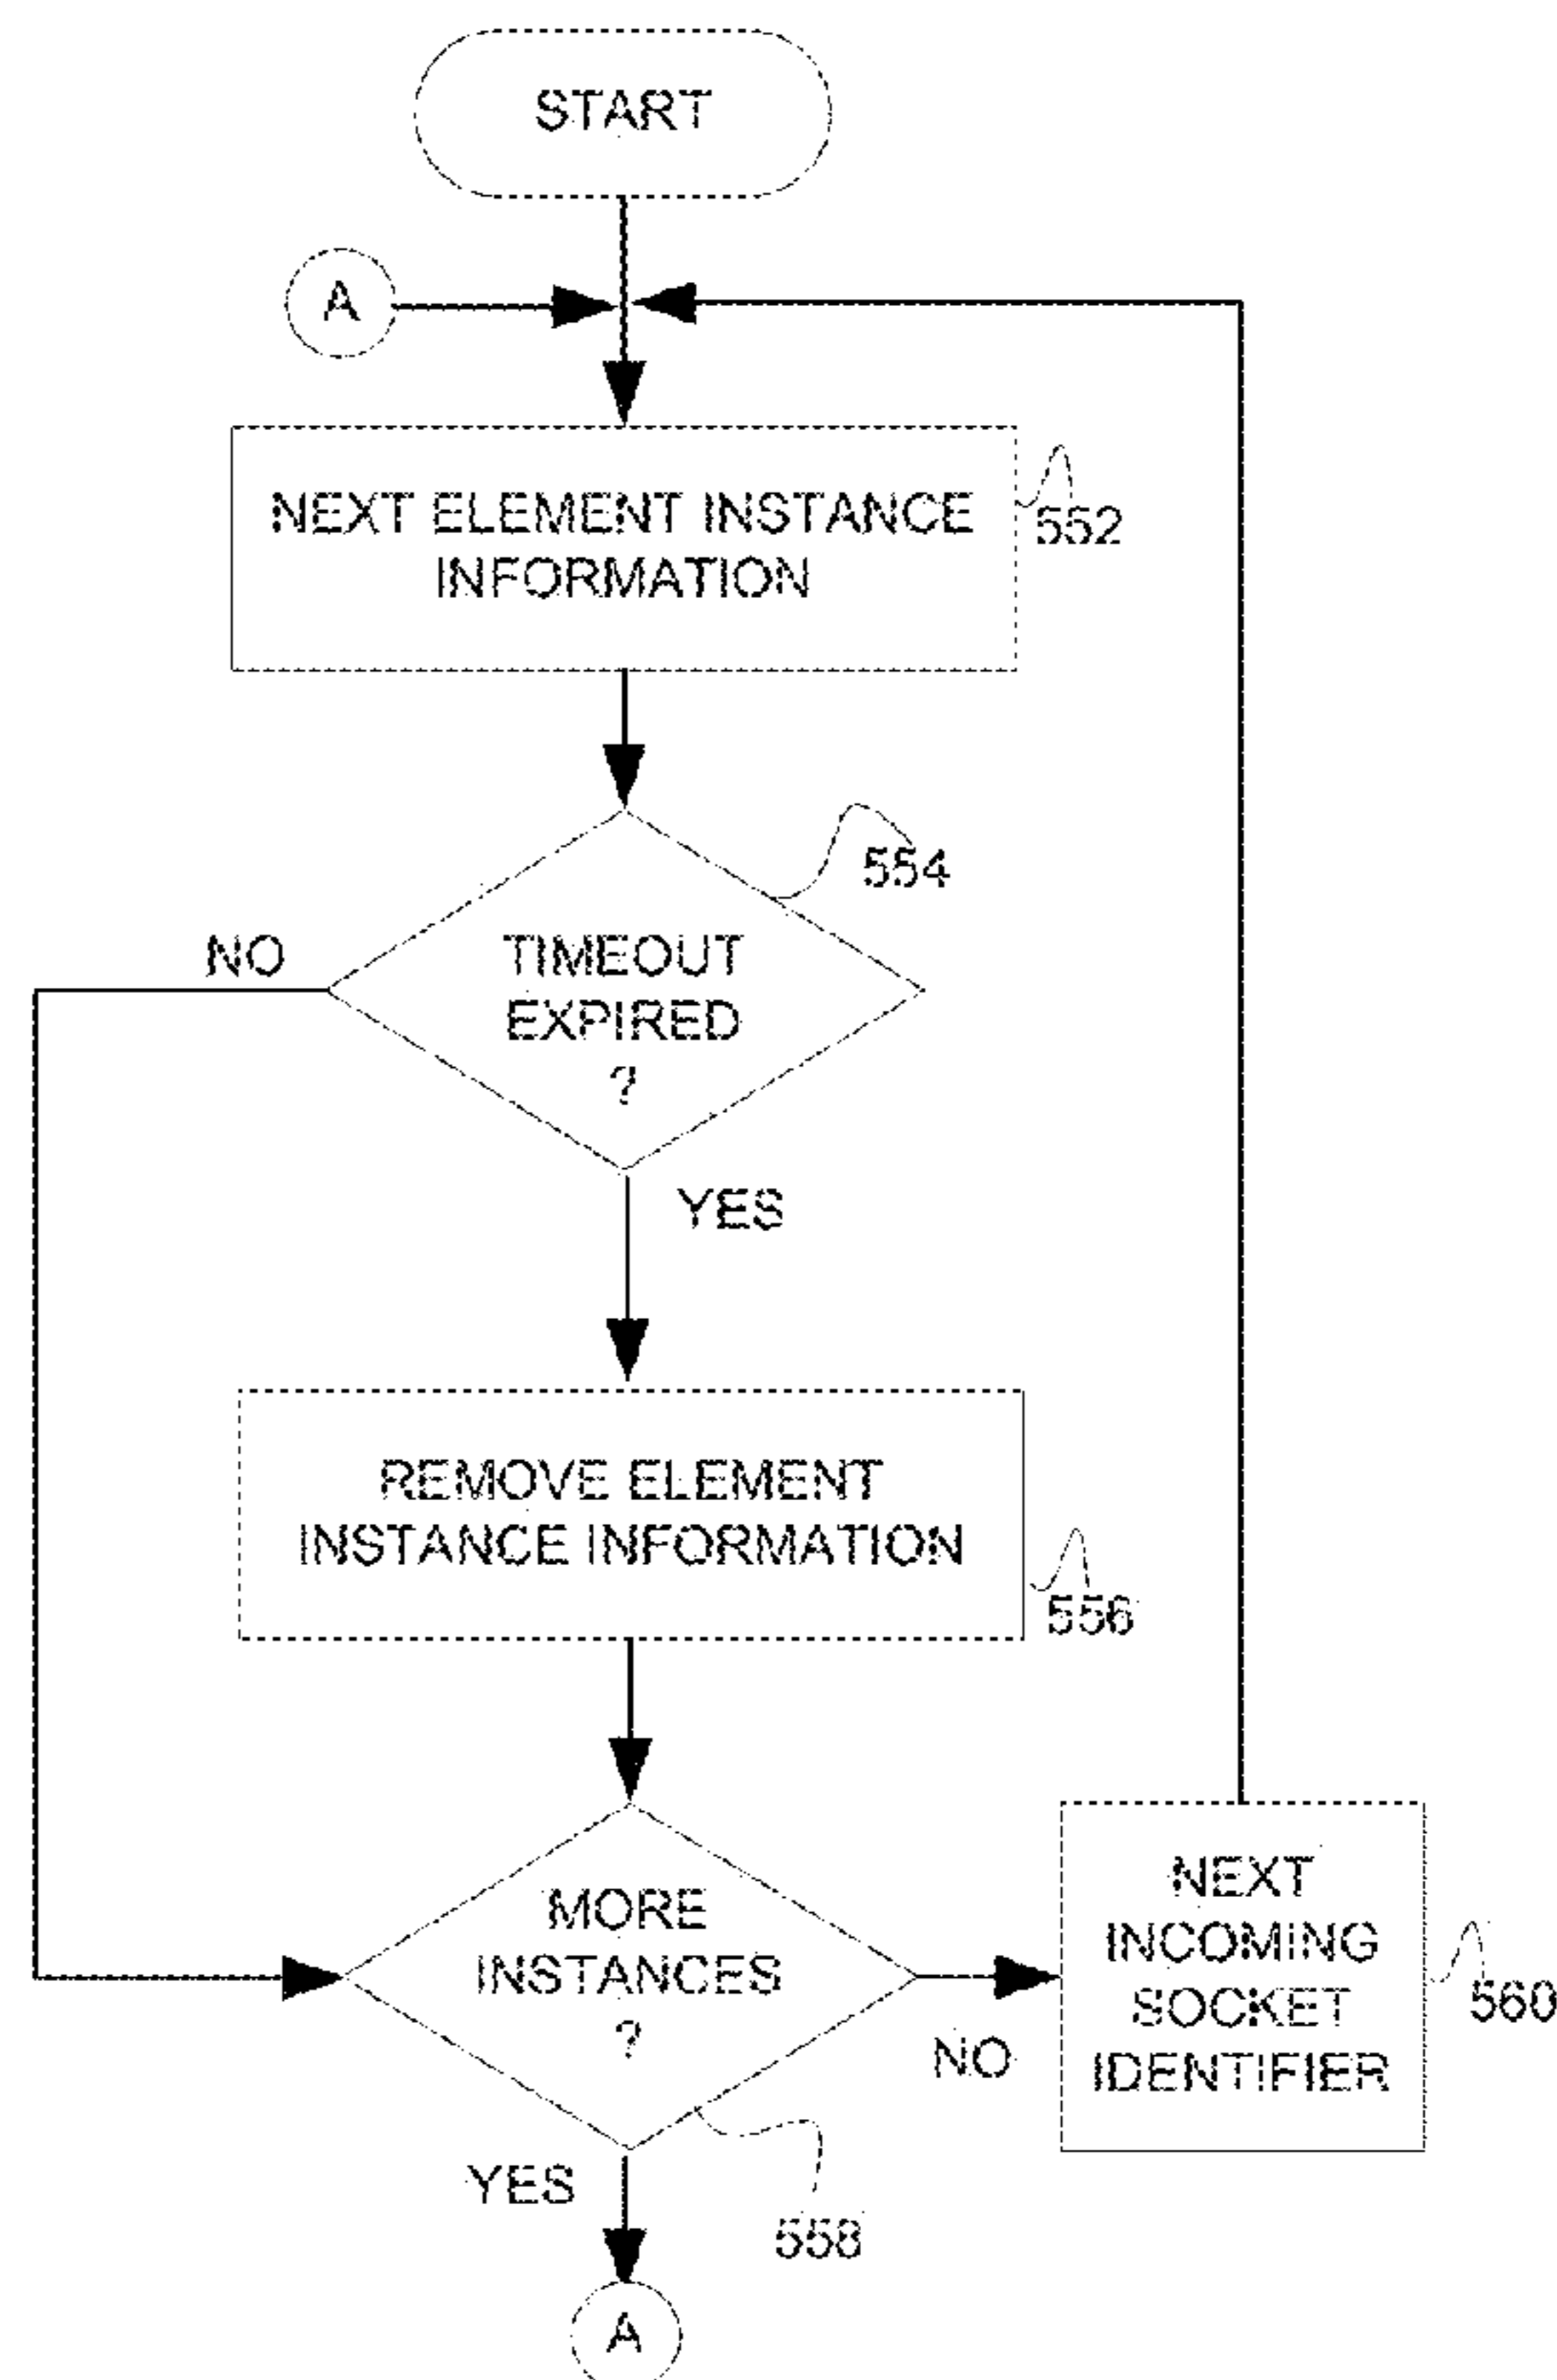 START
A
NEXT ELEMENT INSTANCE
INFORMATION
552
554
NO
TIMEOUT
EXPIRED
?
YES
REMOVE ELEMENT
INSTANCE INFORMATION
556
MORE
INSTANCES
?
NO
NEXT
INCOMING
SOCKET
IDENTIFIER
560
YES
558
A